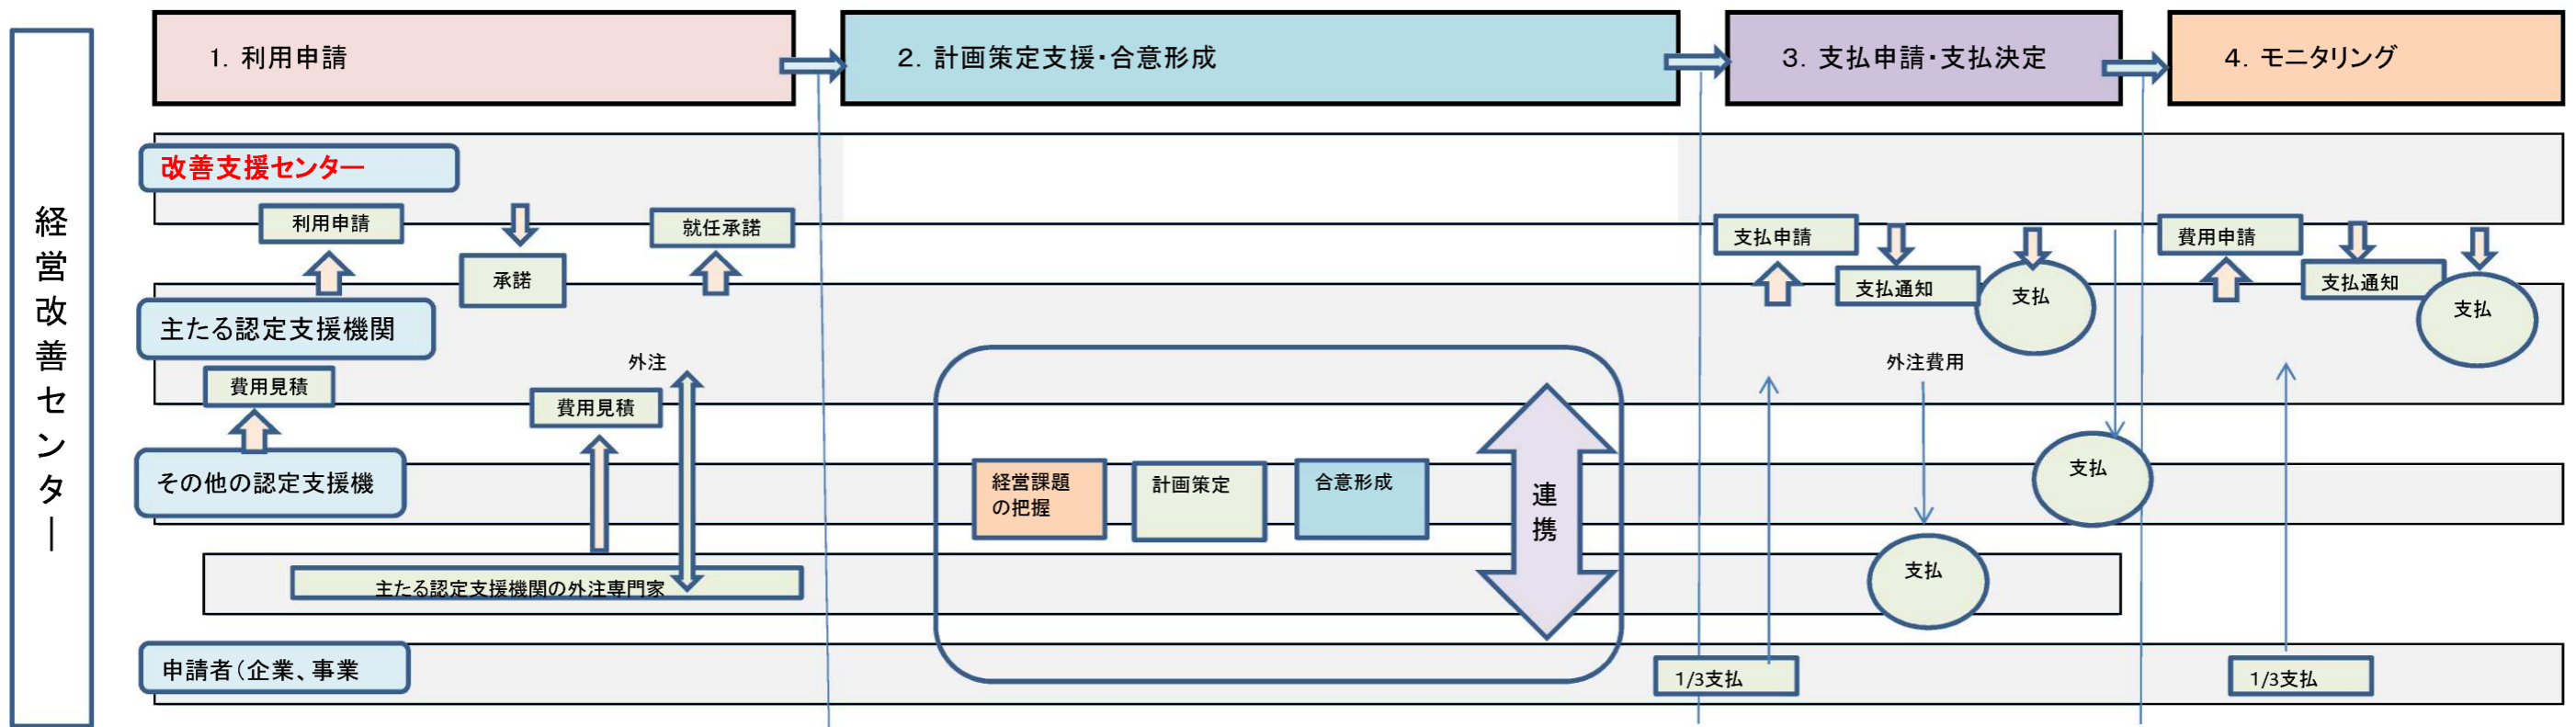 経営改善センター
1．利用申請
2．計画策定支援・合意形成
3．支払申請・支払決定
4．モニタリング
改善支援センター
利用申請
承諾
就任承諾
支払申請
支払通知
支払
費用申請
支払通知
支払
主たる認定支援機関
費用見積
外注
費用見積
外注費用
その他の認定支援機
経営課題
の把握
計画策定
合意形成
連携
支払
主たる認定支援機関の外注専門家
支払
申請者（企業、事業
1/3支払
1/3支払